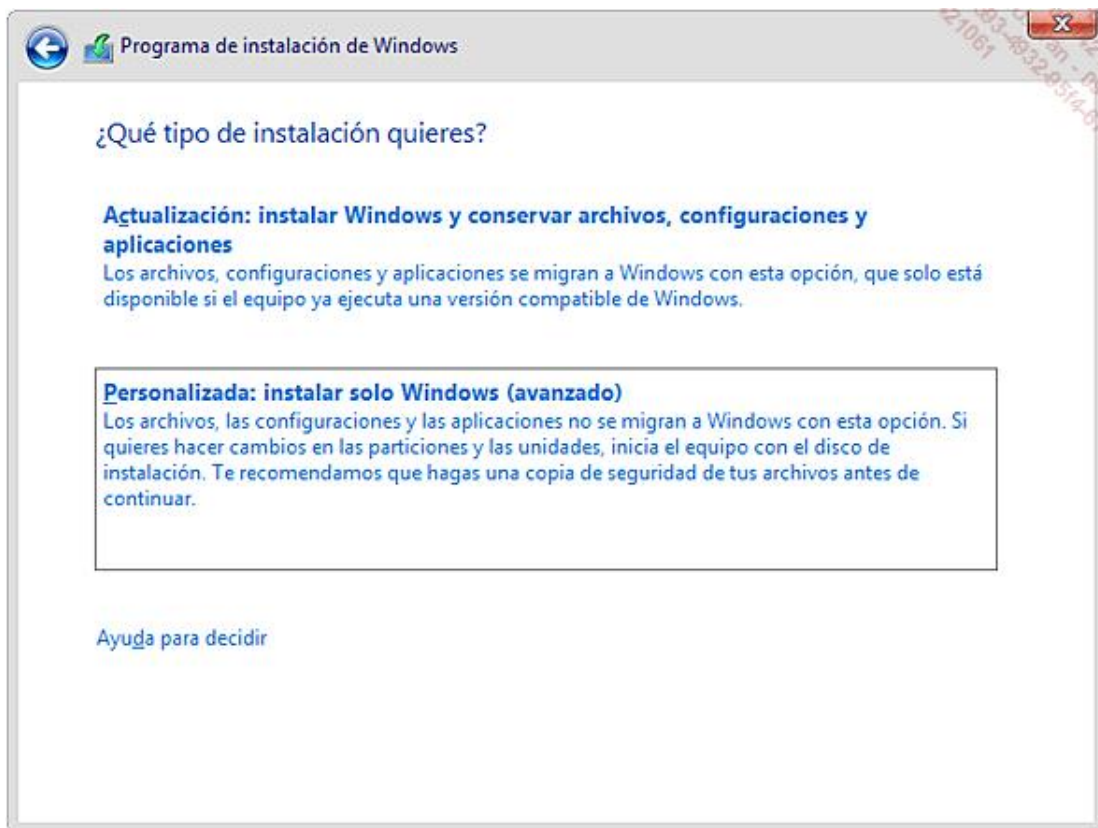 Programa de instalación de Windows
¿Qué tipo de instalación quieres?
Actualización: instalar Windows y conservar archivos, configuraciones y
aplicaciones
Los archivos, configuraciones y aplicaciones se migran a Windows con esta opción, que solo está
disponible si el equipo ya ejecuta una versión compatible de Windows.
Personalizada: instalar solo Windows (avanzado)
Los archivos, las configuraciones y las aplicaciones no se migran a Windows con esta opción. Si
quieres hacer cambios en las particiones y las unidades, inicia el equipo con el disco de
instalación. Te recomendamos que hagas una copia de seguridad de tus archivos antes de
continuar.
Ayuda para decidir